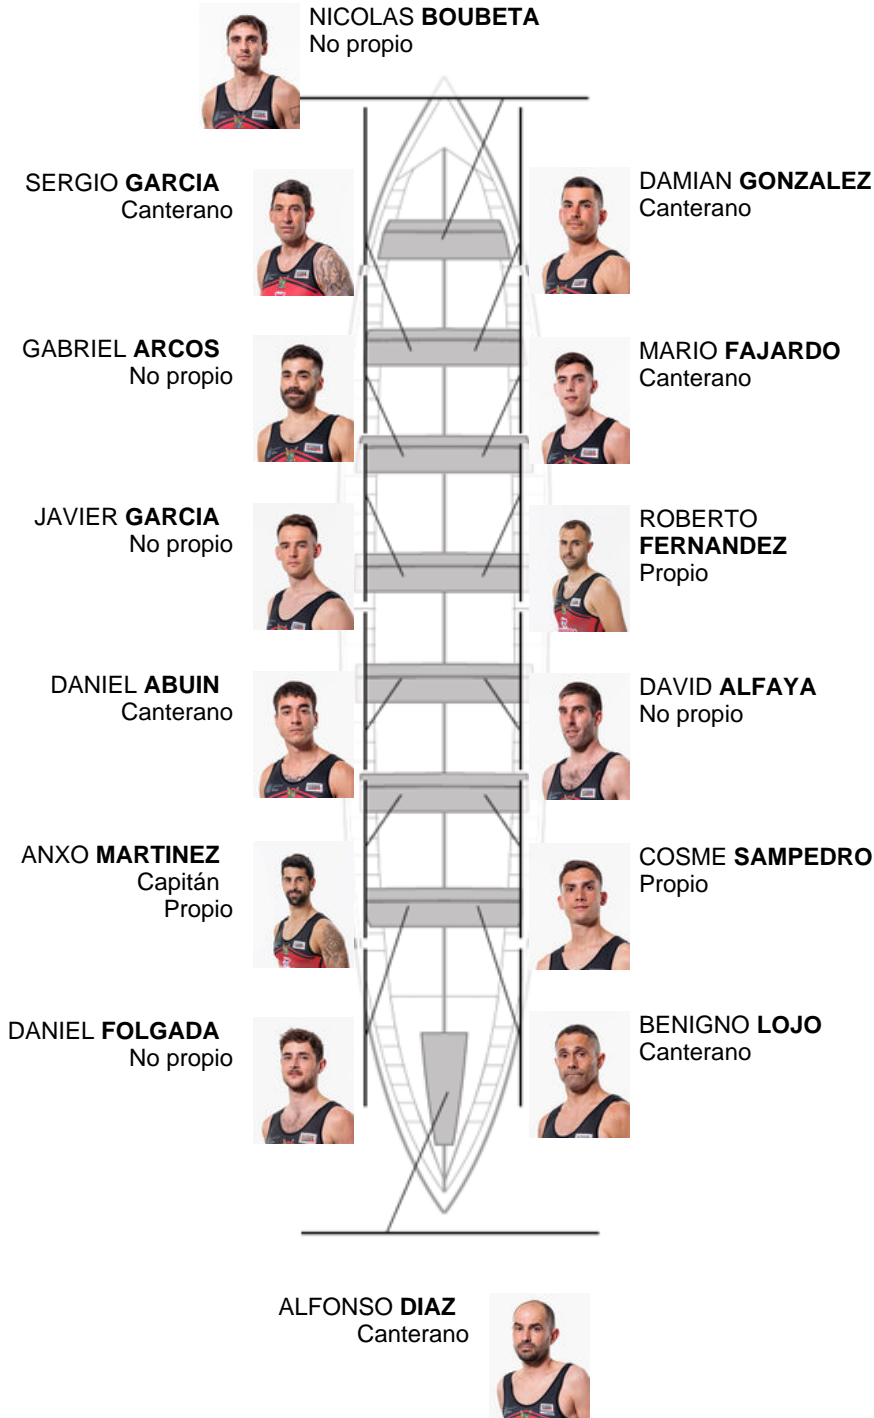 NICOLAS BOUBETA
No propio
SERGIO GARCIA
Canterano
DAMIAN GONZALEZ
Canterano
GABRIEL ARCOS
No propio
MARIO FAJARDO
Canterano
JAVIER GARCIA
No propio
ROBERTO
FERNANDEZ
Propio
DANIEL ABUIN
Canterano
DAVID ALFAYA
No propio
ANXO MARTINEZ
Capitán
Propio
COSME SAMPEDRO
Propio
DANIEL FOLGADA
No propio
BENIGNO LOJO
Canterano
ALFONSO DIAZ
Canterano